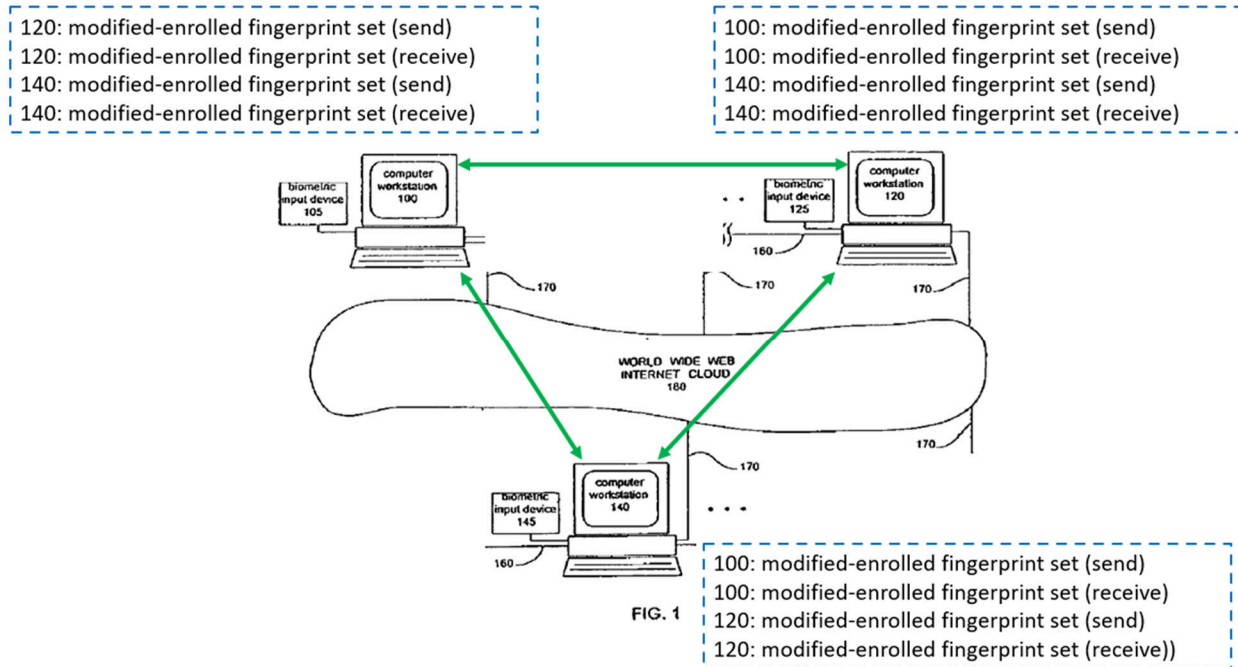 120: modified-enrolled fingerprint set (send)
120: modified-enrolled fingerprint set (receive)
140: modified-enrolled fingerprint set (send)
140: modified-enrolled fingerprint set (receive)
100: modified-enrolled fingerprint set (send)
100: modified-enrolled fingerprint set (receive)
140: modified-enrolled fingerprint set (send)
140: modified-enrolled fingerprint set (receive)
computer
workstation
100
biometric
input device
105
computer
workstation
120
biometric
input device
125
160
170
170
170
WORLD WIDE WEB
INTERNET CLOUD
180
170
170
computer
workstation
140
biometric
input device
145
160
FIG. 1
100: modified-enrolled fingerprint set (send)
100: modified-enrolled fingerprint set (receive)
120: modified-enrolled fingerprint set (send)
120: modified-enrolled fingerprint set (receive))